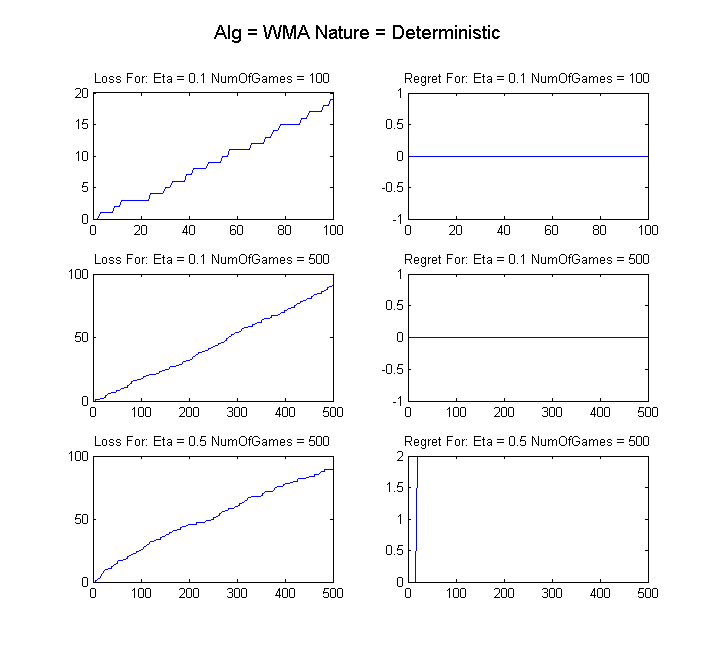 Alg = WMA Nature = Deterministic
Loss For: Eta = 0.1 NumOfGames = 100
Regret For: Eta = 0.1 NumOfGames = 100
20
15
10
5
0
0 20 40 60 80 100
1
0.5
0
-0.5
-1
0 20 40 60 80 100
Loss For: Eta = 0.1 NumOfGames = 500
Regret For: Eta = 0.1 NumOfGames = 500
100
50
0
0 100 200 300 400 500
1
0.5
0
-0.5
-1
0 100 200 300 400 500
Loss For: Eta = 0.5 NumOfGames = 500
Regret For: Eta = 0.5 NumOfGames = 500
100
50
0
0 100 200 300 400 500
2
1.5
1
0.5
0
0 100 200 300 400 500